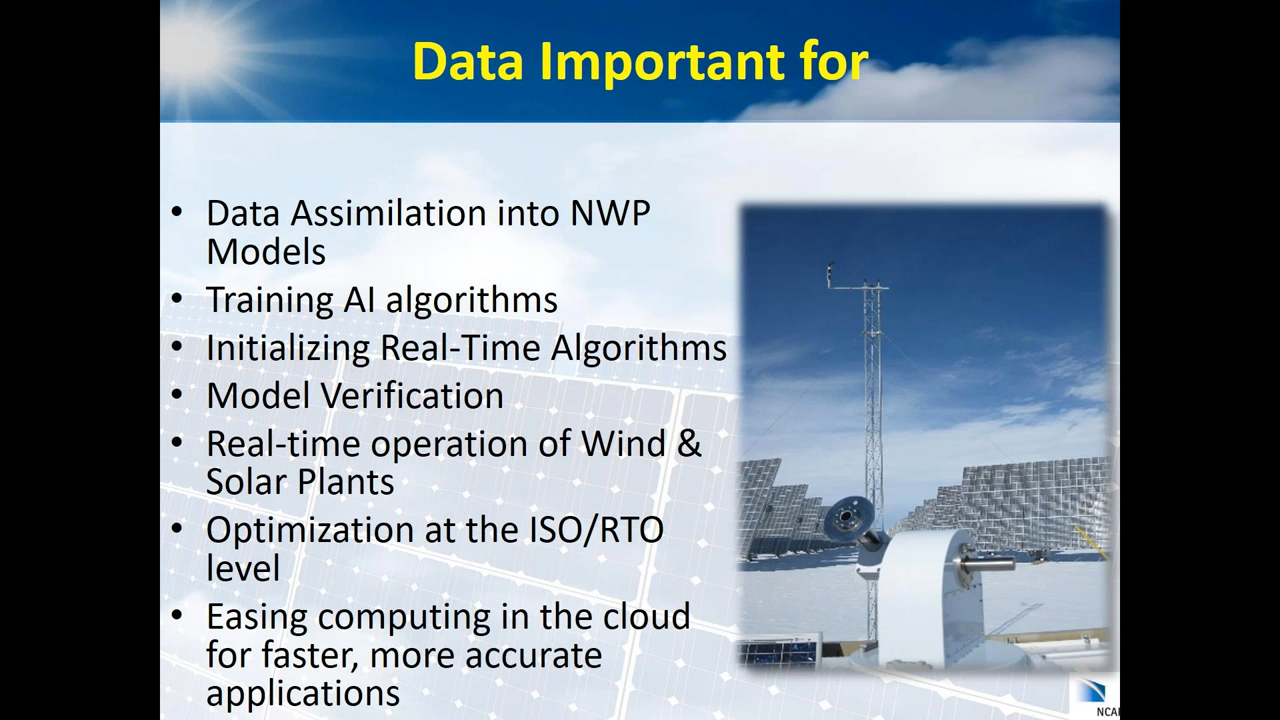 Data Important for
• Data Assimilation into NWP
Models
• Training AI algorithms
• Initializing Real-Time Algorithms
• Model Verification
• Real-time operation of Wind &
Solar Plants
• Optimization at the ISO/RTO
level
• Easing computing in the cloud
for faster, more accurate
applications